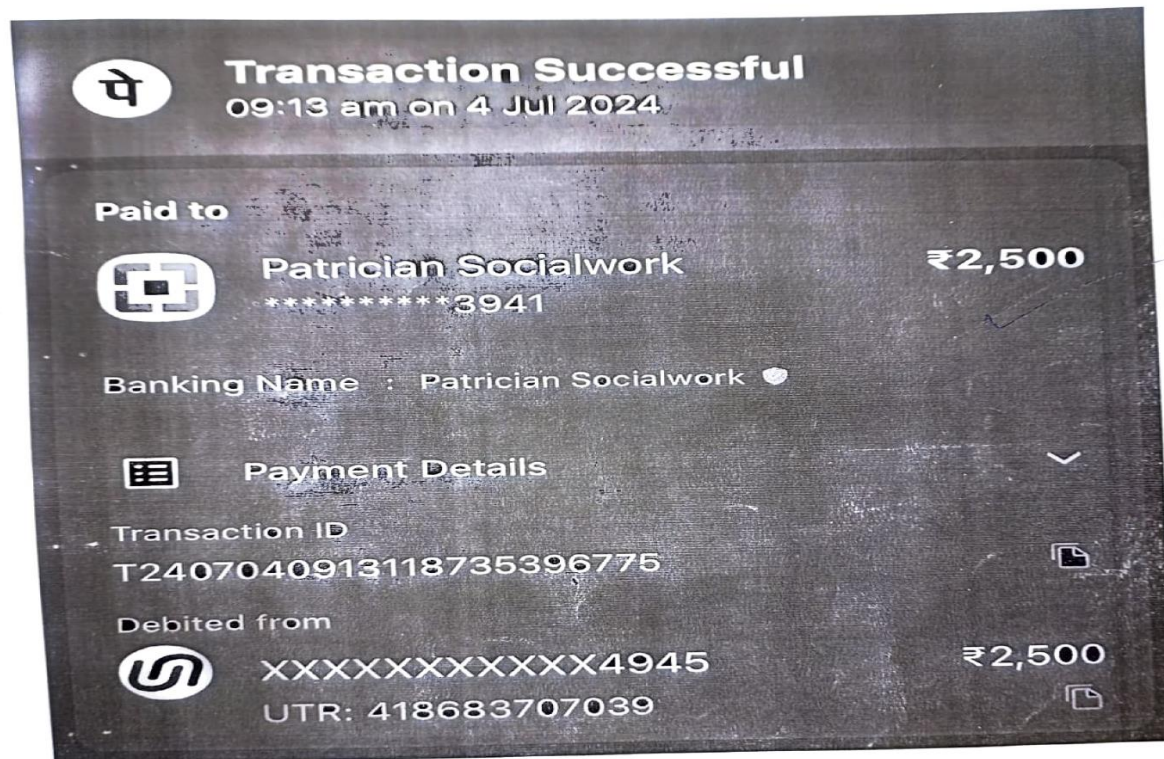 पे
Transaction Successful
09:13 am on 4 Jul 2024
Paid to
Patrician Socialwork
₹2,500
**********3941
Banking Name : Patrician Socialwork
Payment Details
Transaction ID
T2407040913118735396775
Debited from
XXXXXXXXXXX4945
₹2,500
UTR: 418683707039